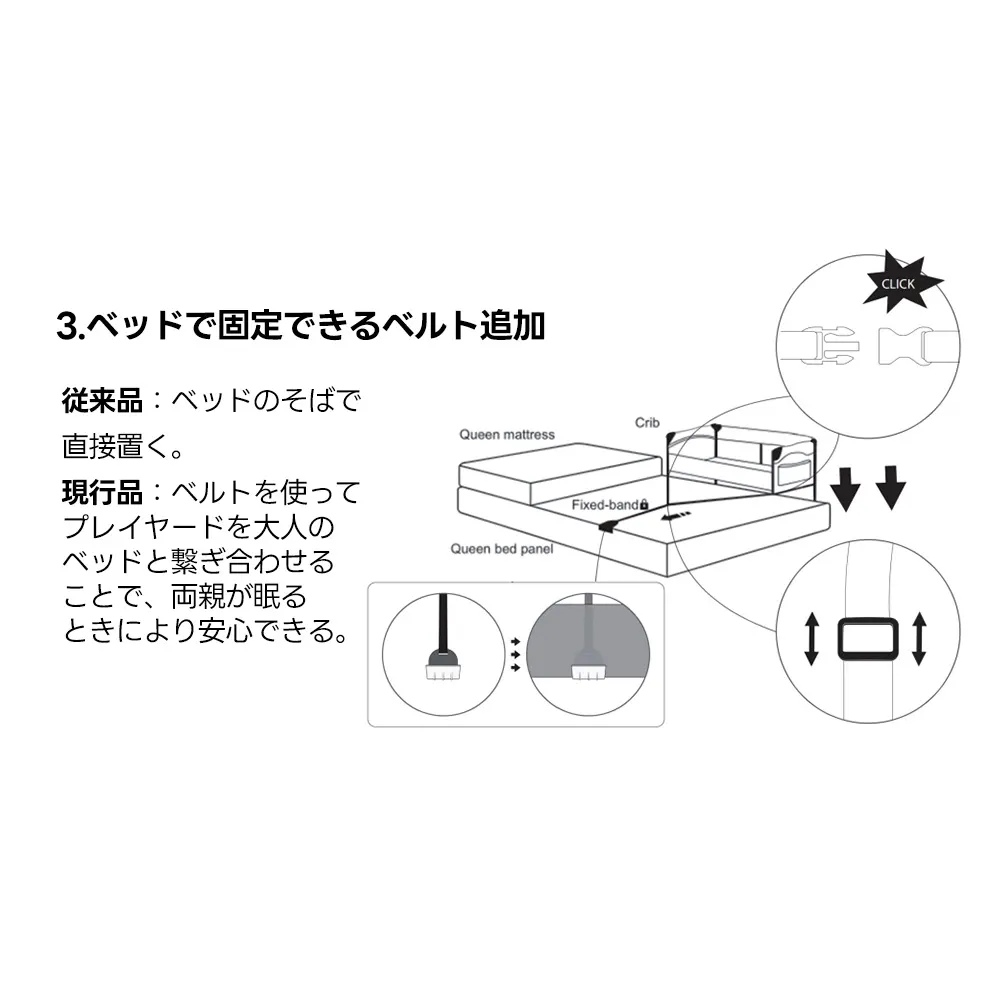 3.ベッドで固定できるベルト追加
従来品：ベッドのそばで
直接置く。
現行品：ベルトを使って
プレイヤードを大人の
ベッドと繋ぎ合わせる
ことで、両親が眠る
ときにより安心できる。
CLICK
Crib
Queen mattress
Fixed-band
Queen bed panel